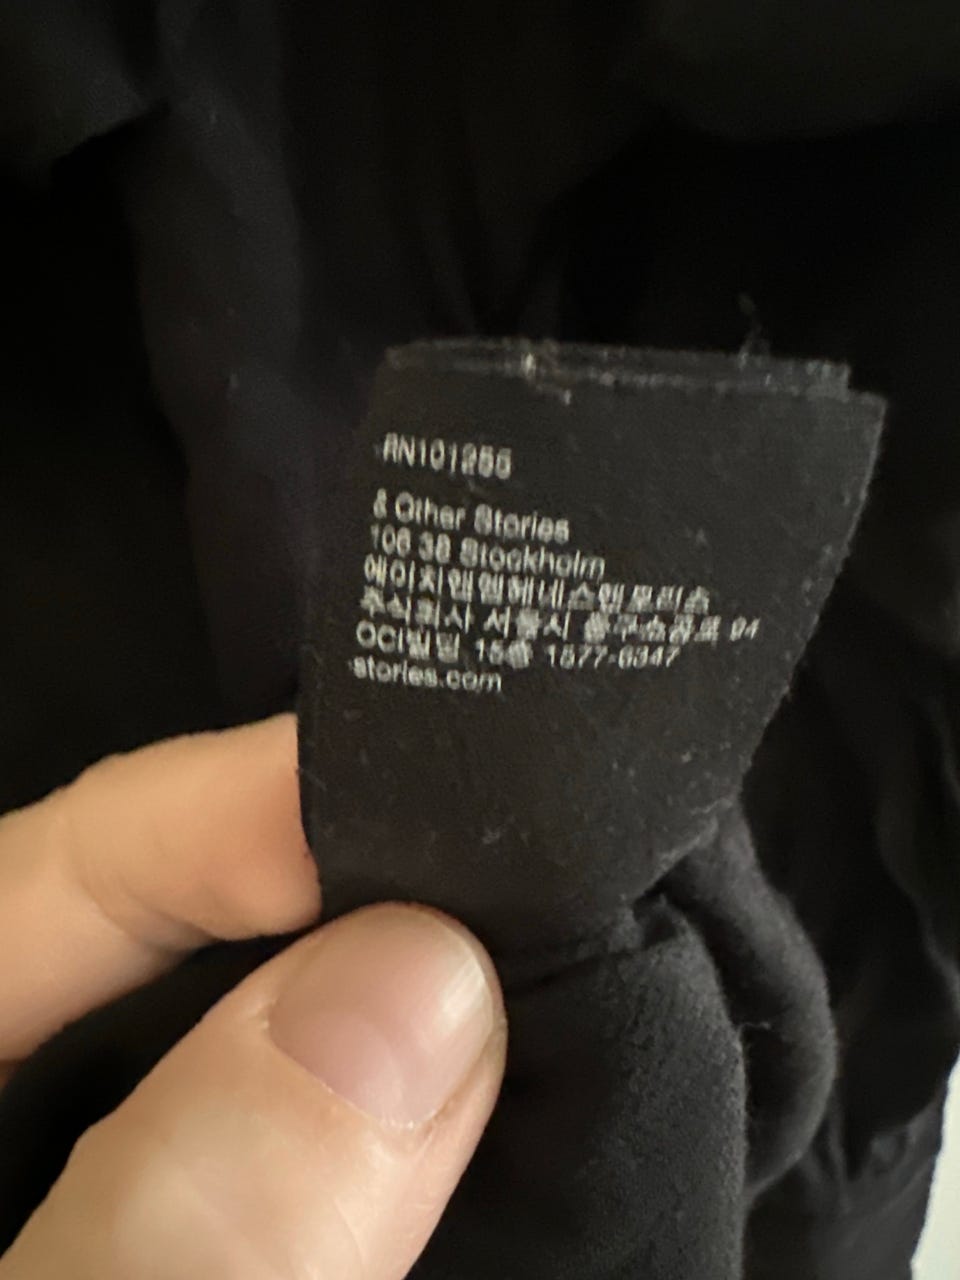 RN101255
& Other Stories
106 38 Stockholm
에이치앤엠헤네스앤모리츠
주식회사 서울시 중구소공로 94
OCI빌딩 15층 1577-6347
stories.com